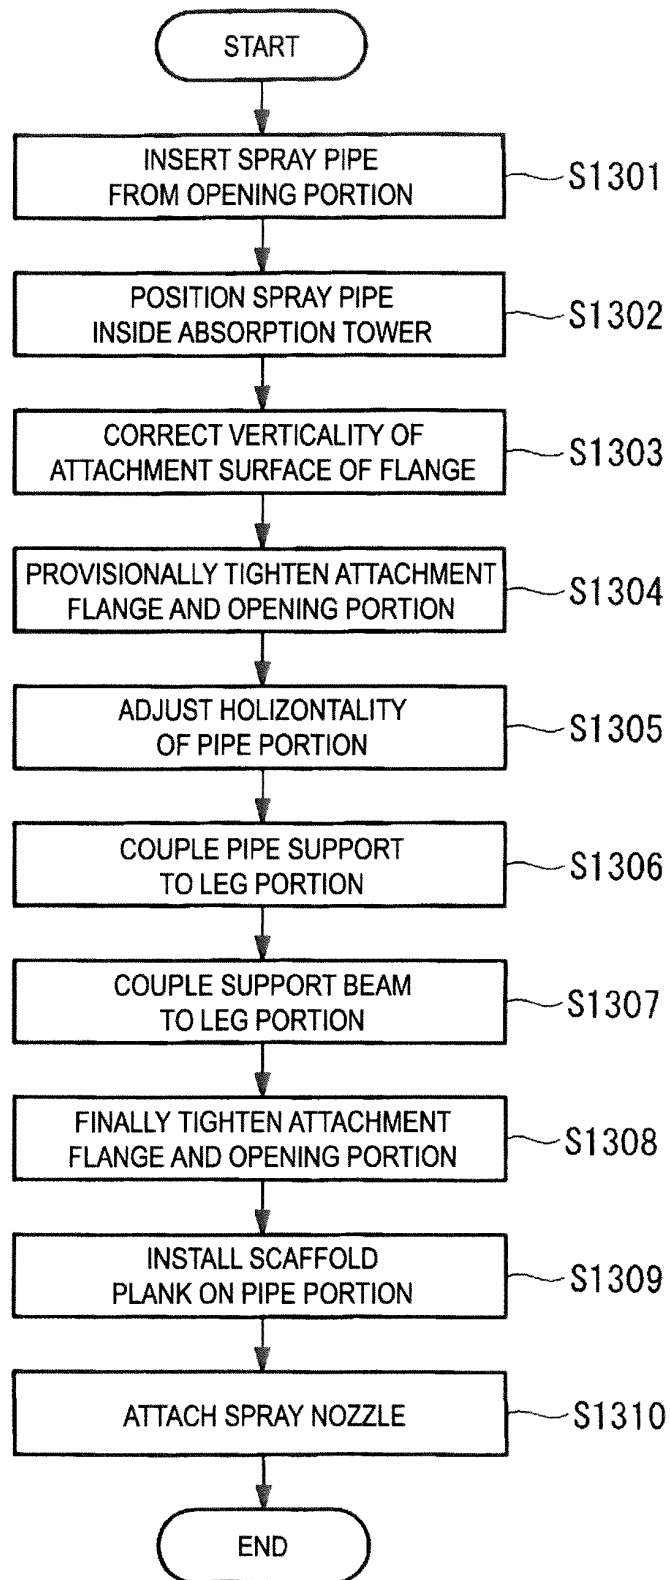 START
INSERT SPRAY PIPE
FROM OPENING PORTION
S1301
POSITION SPRAY PIPE
INSIDE ABSORPTION TOWER
S1302
CORRECT VERTICALITY OF
ATTACHMENT SURFACE OF FLANGE
S1303
PROVISIONALLY TIGHTEN ATTACHMENT
FLANGE AND OPENING PORTION
S1304
ADJUST HOLIZONTALITY
OF PIPE PORTION
S1305
COUPLE PIPE SUPPORT
TO LEG PORTION
S1306
COUPLE SUPPORT BEAM
TO LEG PORTION
S1307
FINALLY TIGHTEN ATTACHMENT
FLANGE AND OPENING PORTION
S1308
INSTALL SCAFFOLD
PLANK ON PIPE PORTION
S1309
ATTACH SPRAY NOZZLE
S1310
END